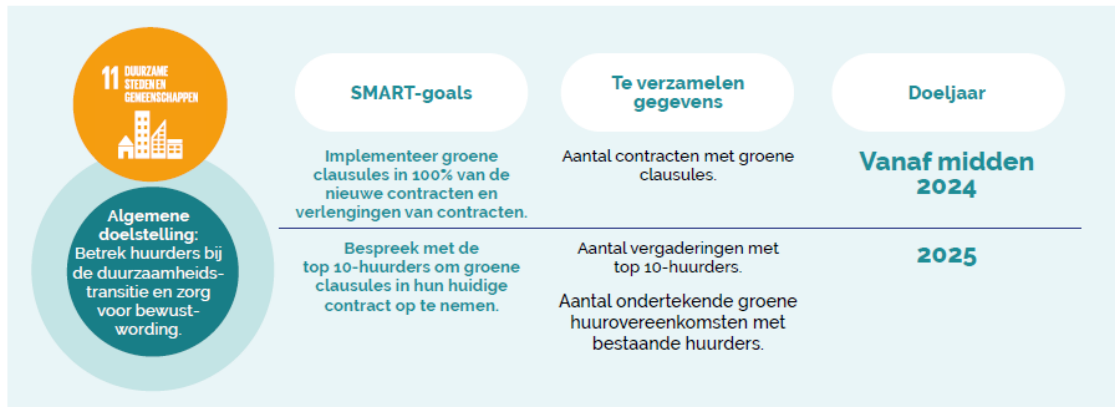 11 DUURZAME
STEDEN EN
GEMEENSCHAPPEN
Algemene
doelstelling:
Betrek huurders bij
de duurzaamheids-
transitie en zorg
voor bewust-
wording.
SMART-goals
Te verzamelen
gegevens
Doeljaar
Implementeer groene
clausules in 100% van de
nieuwe contracten en
verlengingen van contracten.
Aantal contracten met groene
clausules.
Vanaf midden
2024
Bespreek met de
top 10-huurders om groene
clausules in hun huidige
contract op te nemen.
Aantal vergaderingen met
top 10-huurders.
Aantal ondertekende groene
huurovereenkomsten met
bestaande huurders.
2025